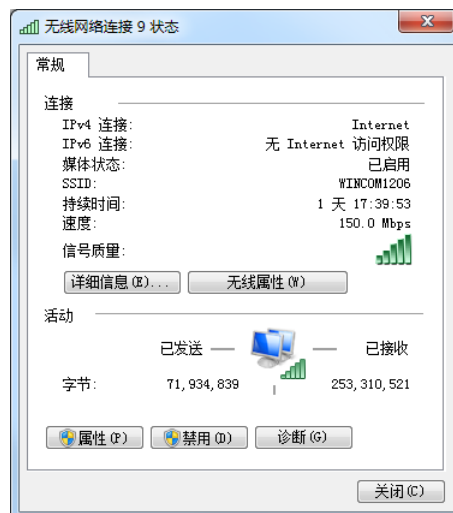 无线网络连接 9 状态
常规
连接
IPv4 连接: Internet
IPv6 连接: 无 Internet 访问权限
媒体状态: 已启用
SSID: WINCOM1206
持续时间: 1 天 17:39:53
速度: 150.0 Mbps
信号质量:
详细信息(E)... 无线属性(W)
活动
已发送 — — 已接收
字节: 71,934,839 253,310,521
属性(P) 禁用(D) 诊断(G)
关闭(C)